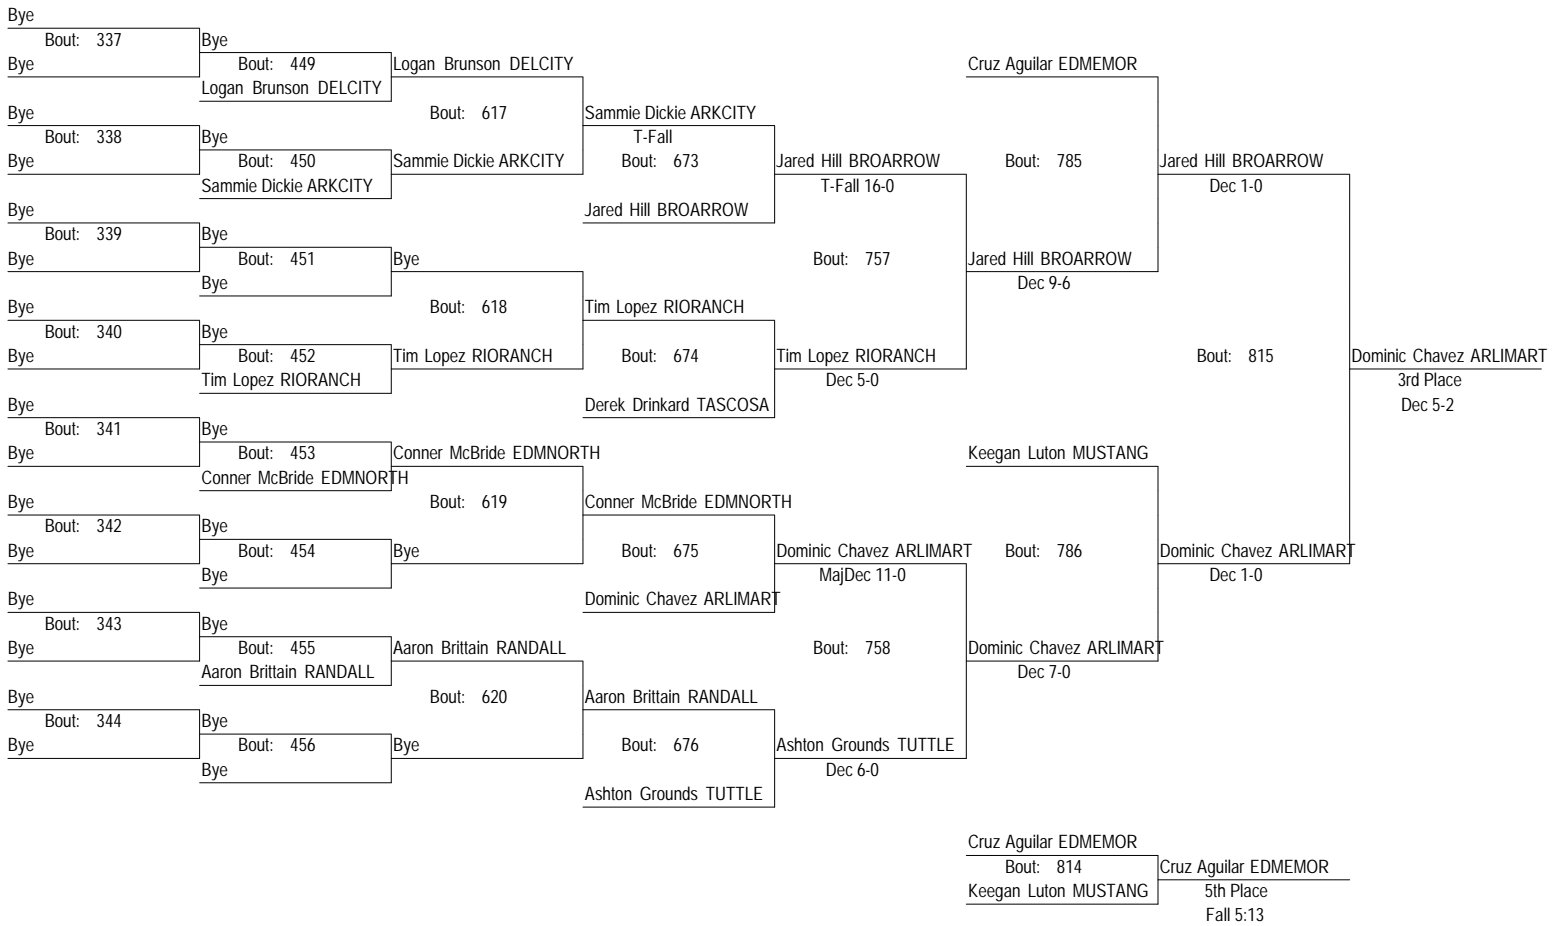 Bye
Bout: 337
Bye
Bye
Bout: 449
Logan Brunson DELCITY
Logan Brunson DELCITY
Bout: 617
Bye
Bout: 338
Bye
Bye
Bout: 450
Sammie Dickie ARKCITY
Sammie Dickie ARKCITY
Sammie Dickie ARKCITY
T-Fall
Bout: 673
Jared Hill BROARROW
Jared Hill BROARROW
T-Fall 16-0
Bye
Bout: 339
Bye
Bye
Bout: 451
Bye
Bye
Bout: 618
Bye
Bout: 340
Bye
Bye
Bout: 452
Tim Lopez RIORANCH
Tim Lopez RIORANCH
Tim Lopez RIORANCH
Bout: 674
Derek Drinkard TASCOSA
Tim Lopez RIORANCH
Dec 5-0
Bout: 757
Jared Hill BROARROW
Dec 9-6
Cruz Aguilar EDMEMOR
Bout: 785
Jared Hill BROARROW
Dec 1-0
Bye
Bout: 341
Bye
Bye
Bout: 453
Conner McBride EDMNORTH
Conner McBride EDMNORTH
Bout: 619
Bye
Bout: 342
Bye
Bye
Bout: 454
Bye
Bye
Conner McBride EDMNORTH
Bout: 675
Dominic Chavez ARLIMART
Dominic Chavez ARLIMART
MajDec 11-0
Bye
Bout: 343
Bye
Bye
Bout: 455
Aaron Brittain RANDALL
Aaron Brittain RANDALL
Bout: 620
Bye
Bout: 344
Bye
Bye
Bout: 456
Bye
Bye
Aaron Brittain RANDALL
Bout: 676
Ashton Grounds TUTTLE
Ashton Grounds TUTTLE
Dec 6-0
Bout: 758
Dominic Chavez ARLIMART
Dec 7-0
Keegan Luton MUSTANG
Bout: 786
Dominic Chavez ARLIMART
Dec 1-0
Bout: 815
Dominic Chavez ARLIMART
3rd Place
Dec 5-2
Cruz Aguilar EDMEMOR
Bout: 814
Keegan Luton MUSTANG
Cruz Aguilar EDMEMOR
5th Place
Fall 5:13